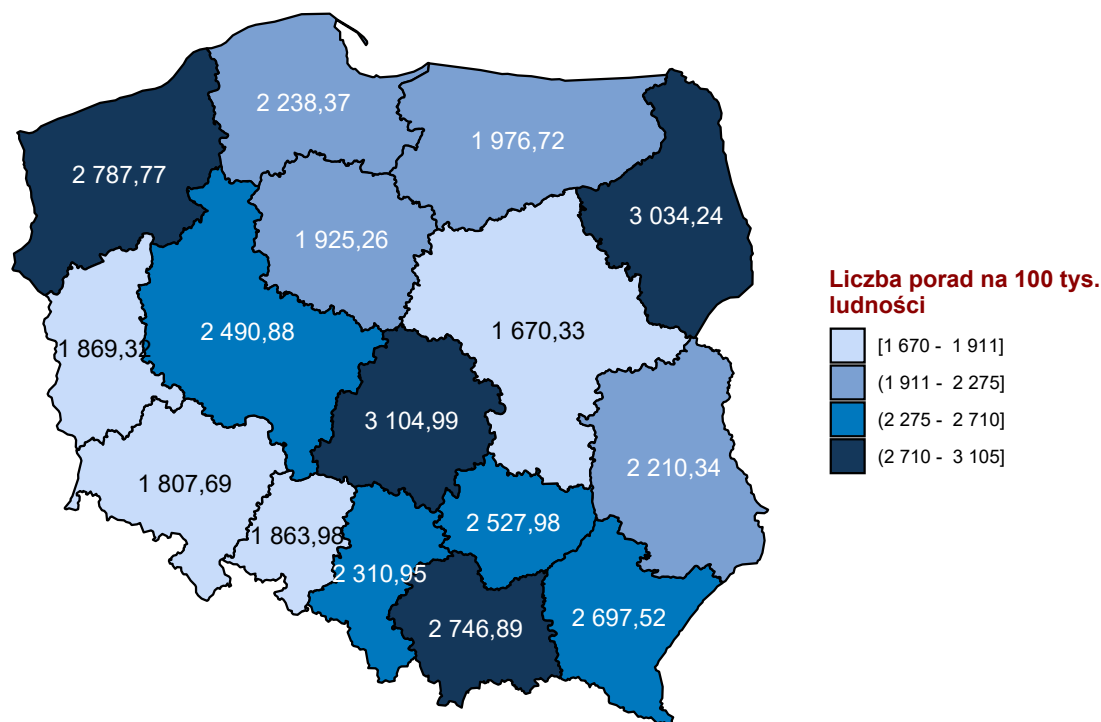 2 238,37
1 976,72
2 787,77
3 034,24
1 925,26
2 490,88
1 670,33
1 869,32
3 104,99
2 210,34
1 807,69
2 527,98
1 863,98
2 310,95
2 697,52
2 746,89
Liczba porad na 100 tys.
ludności
[1 670 - 1 911]
(1 911 - 2 275]
(2 275 - 2 710]
(2 710 - 3 105]